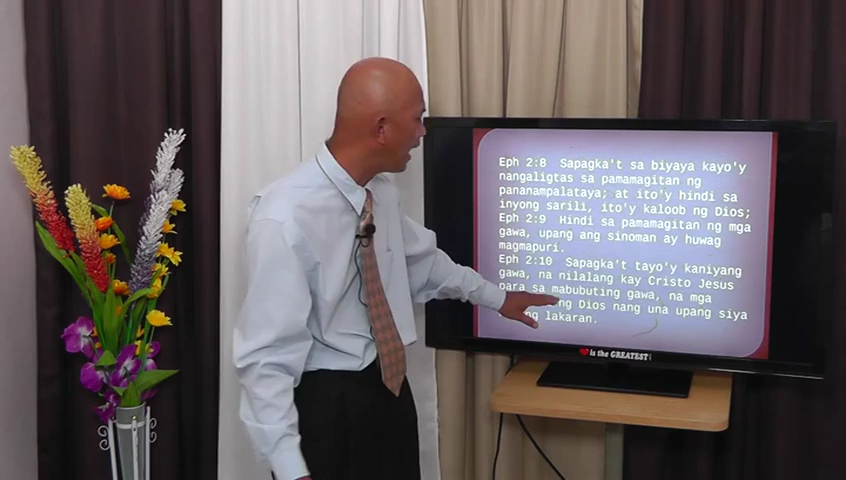 Eph 2:8 Sapagka't sa biyaya kayo'y
nangaligtas sa pamamagitan ng
pananampalataya; at ito'y hindi sa
inyong sarili, ito'y kaloob ng Dios;
Eph 2:9 Hindi sa pamamagitan ng mga
gawa, upang ang sinoman ay huwag
magmapuri.
Eph 2:10 Sapagka't tayo'y kaniyang
gawa, na nilalang kay Cristo Jesus
para sa mabubuting gawa, na mga
ng Dios nang una upang siya
lakaran.
is the GREATEST!